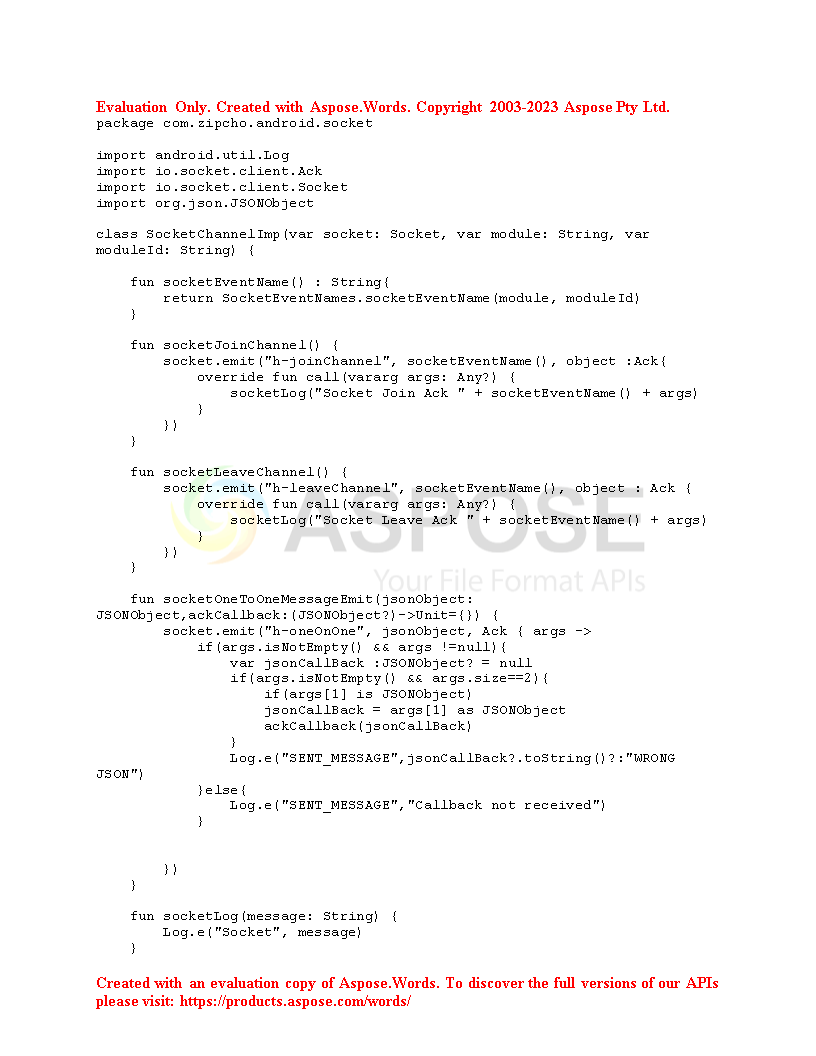 Evaluation Only. Created with Aspose.Words. Copyright 2003-2023 Aspose Pty Ltd.
package com.zipcho.android.socket

import android.util.Log
import io.socket.client.Ack
import io.socket.client.Socket
import org.json.JSONObject

class SocketChannelImp(var socket: Socket, var module: String, var
moduleId: String) {

    fun socketEventName() : String{
        return SocketEventNames.socketEventName(module, moduleId)
    }

    fun socketJoinChannel() {
        socket.emit("h-joinChannel", socketEventName(), object :Ack{
            override fun call(vararg args: Any?) {
                socketLog("Socket Join Ack " + socketEventName() + args)
            }
        })
    }

    fun socketLeaveChannel() {
        socket.emit("h-leaveChannel", socketEventName(), object : Ack {
            override fun call(vararg args: Any?) {
                socketLog("Socket Leave Ack " + socketEventName() + args)
            }
        })
    }
ASPOSE
Your File Format APIs

    fun socketOneToOneMessageEmit(jsonObject:
JSONObject,ackCallback:(JSONObject?)->Unit={}) {
        socket.emit("h-oneOnOne", jsonObject, Ack { args ->
            if(args.isNotEmpty() && args !=null){
                var jsonCallBack :JSONObject? = null
                if(args.isNotEmpty() && args.size==2){
                    if(args[1] is JSONObject)
                    jsonCallBack = args[1] as JSONObject
                    ackCallback(jsonCallBack)
                }
                Log.e("SENT_MESSAGE",jsonCallBack?.toString()?:"WRONG
JSON")
            }else{
                Log.e("SENT_MESSAGE","Callback not received")
            }


        })
    }

    fun socketLog(message: String) {
        Log.e("Socket", message)
    }

Created with an evaluation copy of Aspose.Words. To discover the full versions of our APIs
please visit: https://products.aspose.com/words/